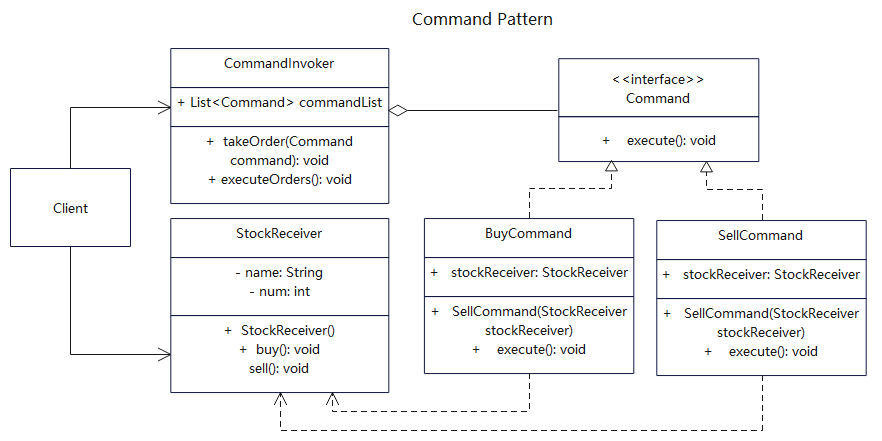 Command Pattern
CommandInvoker
+ List<Command> commandList
+ takeOrder(Command
command): void
+ executeOrders(): void
<<interface>>
Command
+ execute(): void
Client
StockReceiver
- name: String
- num: int
+ StockReceiver()
+ buy(): void
sell(): void
BuyCommand
+ stockReceiver: StockReceiver
+ SellCommand(StockReceiver
stockReceiver)
+ execute(): void
SellCommand
+ stockReceiver: StockReceiver
+ SellCommand(StockReceiver
stockReceiver)
+ execute(): void